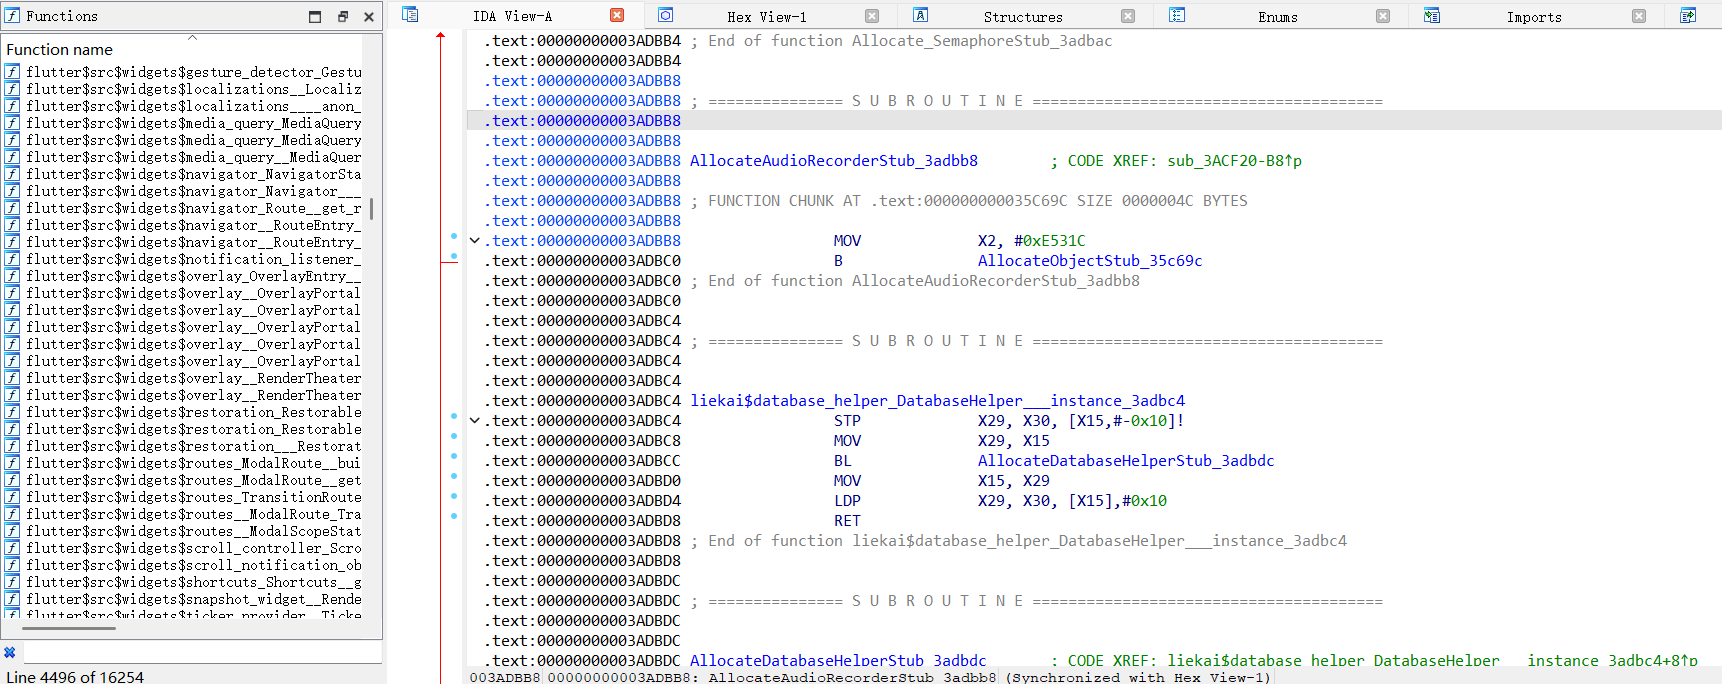 Functions
Function name
flutter$src$widgets$gesture_detector_Gestu
flutter$src$widgets$localizations__Localiz
flutter$src$widgets$localizations____anon_
flutter$src$widgets$media_query_MediaQuery
flutter$src$widgets$media_query_MediaQuery
flutter$src$widgets$media_query__MediaQuer
flutter$src$widgets$navigator_NavigatorSta
flutter$src$widgets$navigator_Navigator___
flutter$src$widgets$navigator_Route__get_r
flutter$src$widgets$navigator__RouteEntry_
flutter$src$widgets$navigator__RouteEntry_
flutter$src$widgets$notification_listener_
flutter$src$widgets$overlay_OverlayEntry__
flutter$src$widgets$overlay__OverlayPortal
flutter$src$widgets$overlay__OverlayPortal
flutter$src$widgets$overlay__OverlayPortal
flutter$src$widgets$overlay__OverlayPortal
flutter$src$widgets$overlay__OverlayPortal
flutter$src$widgets$overlay__RenderTheater
flutter$src$widgets$overlay__RenderTheater
flutter$src$widgets$restoration_Restorable
flutter$src$widgets$restoration_Restorable
flutter$src$widgets$restoration___Restorat
flutter$src$widgets$routes_ModalRoute__bui
flutter$src$widgets$routes_ModalRoute__get
flutter$src$widgets$routes_TransitionRoute
flutter$src$widgets$routes__ModalRoute_Tra
flutter$src$widgets$routes__ModalScopeStat
flutter$src$widgets$scroll_controller_Scro
flutter$src$widgets$scroll_notification_ob
flutter$src$widgets$shortcuts_Shortcuts__g
flutter$src$widgets$snapshot_widget__Rende
flutter$src$widgets$ticker_provider__Ticke
Line 4496 of 16254
IDA View-A Hex View-1 Structures Enums Imports
.text:00000000003ADBB4 ; End of function Allocate_SemaphoreStub_3adbac
.text:00000000003ADBB4
.text:00000000003ADBB8
.text:00000000003ADBB8 ; =============== S U B R O U T I N E =======================================
.text:00000000003ADBB8
.text:00000000003ADBB8
.text:00000000003ADBB8 AllocateAudioRecorderStub_3adbb8 ; CODE XREF: sub_3ACF20-B8↑p
.text:00000000003ADBB8
.text:00000000003ADBB8 ; FUNCTION CHUNK AT .text:000000000035C69C SIZE 0000004C BYTES
.text:00000000003ADBB8
.text:00000000003ADBB8 MOV X2, #0xE531C
.text:00000000003ADBC0 B AllocateObjectStub_35c69c
.text:00000000003ADBC0 ; End of function AllocateAudioRecorderStub_3adbb8
.text:00000000003ADBC0
.text:00000000003ADBC4
.text:00000000003ADBC4 ; =============== S U B R O U T I N E =======================================
.text:00000000003ADBC4
.text:00000000003ADBC4
.text:00000000003ADBC4 liekai$database_helper_DatabaseHelper___instance_3adbc4
.text:00000000003ADBC4 STP X29, X30, [X15,#-0x10]!
.text:00000000003ADBC8 MOV X29, X15
.text:00000000003ADBCC BL AllocateDatabaseHelperStub_3adbdc
.text:00000000003ADBD0 MOV X15, X29
.text:00000000003ADBD4 LDP X29, X30, [X15],#0x10
.text:00000000003ADBD8 RET
.text:00000000003ADBD8 ; End of function liekai$database_helper_DatabaseHelper___instance_3adbc4
.text:00000000003ADBD8
.text:00000000003ADBDC
.text:00000000003ADBDC ; =============== S U B R O U T I N E =======================================
.text:00000000003ADBDC
.text:00000000003ADBDC
.text:00000000003ADBDC AllocateDatabaseHelperStub_3adbdc ; CODE XREF: liekai$database_helper_DatabaseHelper___instance_3adbc4+8↑p
003ADBB8 00000000003ADBB8: AllocateAudioRecorderStub_3adbb8 (Synchronized with Hex View-1)